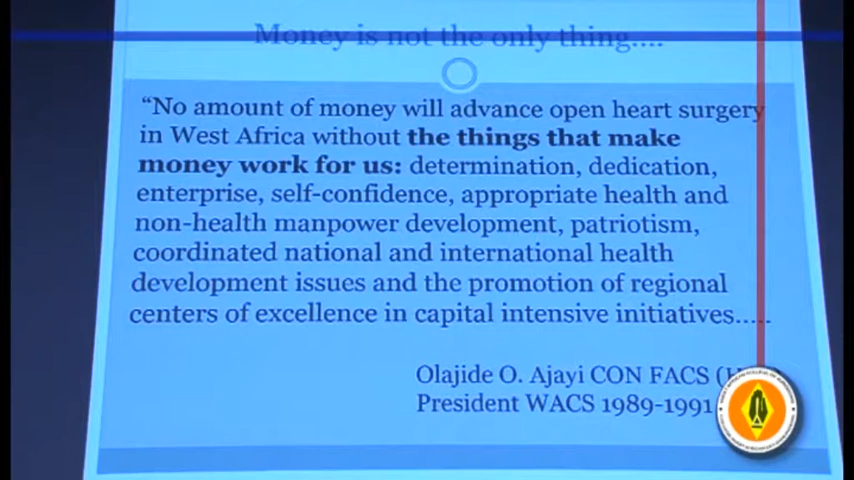 Money is not the only thing....
“No amount of money will advance open heart surgery
in West Africa without the things that make
money work for us: determination, dedication,
enterprise, self-confidence, appropriate health and
non-health manpower development, patriotism,
coordinated national and international health
development issues and the promotion of regional
centers of excellence in capital intensive initiatives.....
Olajide O. Ajayi CON FACS
President WACS 1989-1991